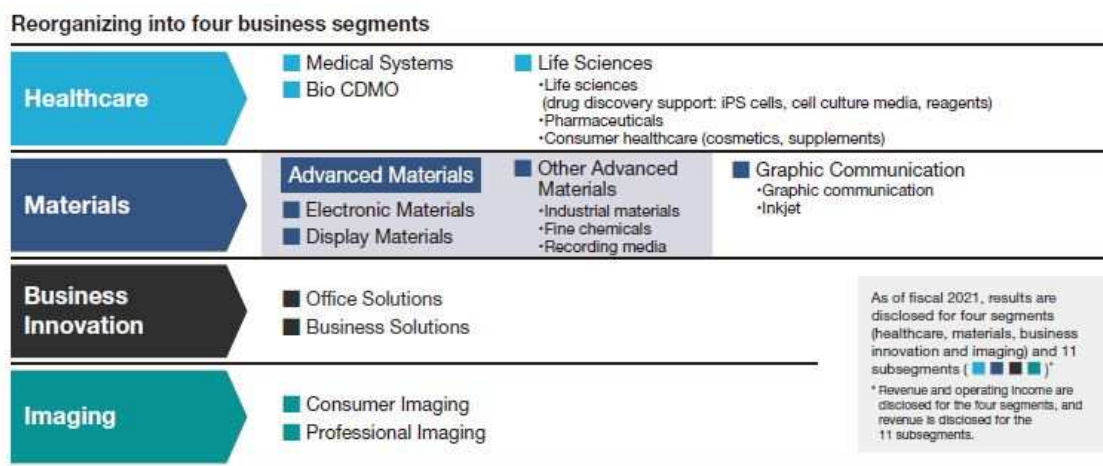 Reorganizing into four business segments
Healthcare
Medical Systems
Bio CDMO
Life Sciences
•Life sciences
(drug discovery support: iPS cells, cell culture media, reagents)
•Pharmaceuticals
•Consumer healthcare (cosmetics, supplements)
Materials
Advanced Materials
Electronic Materials
Display Materials
Other Advanced
Materials
•Industrial materials
•Fine chemicals
•Recording media
Graphic Communication
•Graphic communication
•Inkjet
Business
Innovation
Office Solutions
Business Solutions
Imaging
Consumer Imaging
Professional Imaging
As of fiscal 2021, results are
disclosed for four segments
(healthcare, materials, business
innovation and imaging) and 11
subsegments ( )*
* Revenue and operating income are
disclosed for the four segments, and
revenue is disclosed for the
11 subsegments.